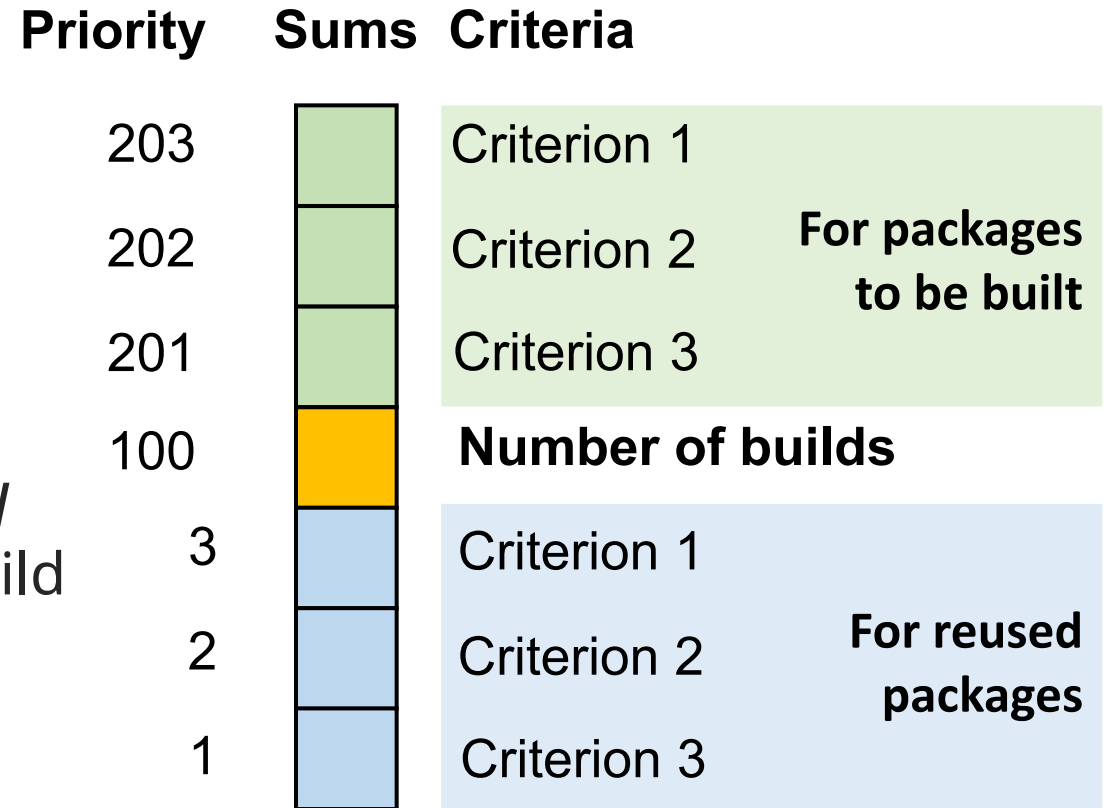 Priority Sums Criteria
203 Criterion 1
202 Criterion 2
For packages
to be built
201 Criterion 3
100 Number of builds
3 Criterion 1
ild
2 Criterion 2
For reused
packages
1 Criterion 3